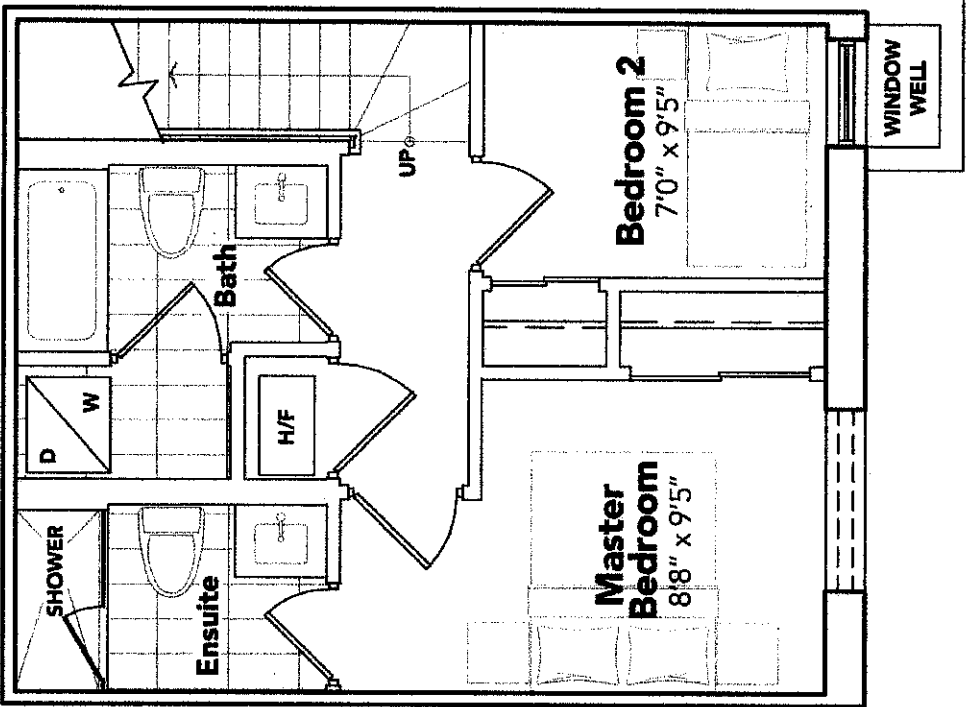 WINDOW
WELL
Bedroom 2
7'0" x 9'5"
UP
Bath
D
W
H/F
Master
Bedroom
8'8" x 9'5"
SHOWER
Ensuite